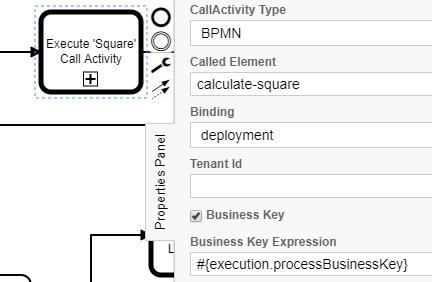 Execute 'Square'
Call Activity
Properties Panel
CallActivity Type
BPMN
Called Element
calculate-square
Binding
deployment
Tenant Id
Business Key
Business Key Expression
#{execution.processBusinessKey}